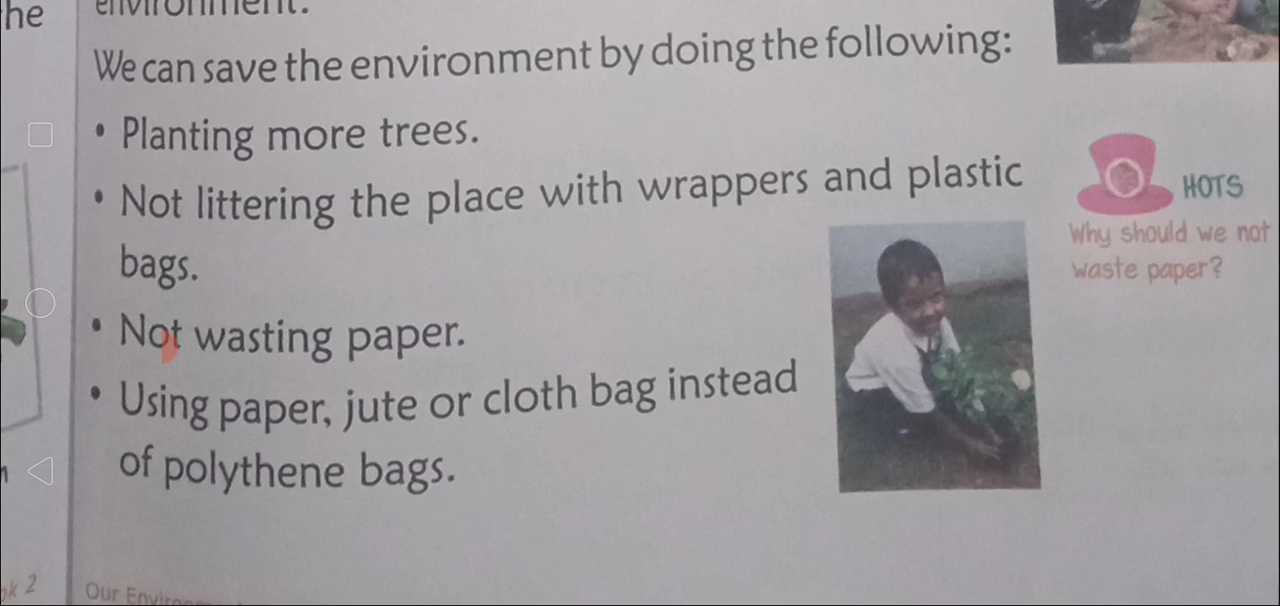 he
environment.
We can save the environment by doing the following:
• Planting more trees.
• Not littering the place with wrappers and plastic
bags.
• Not wasting paper.
• Using paper, jute or cloth bag instead
of polythene bags.
HOTS
Why should we not
waste paper?
2
Our